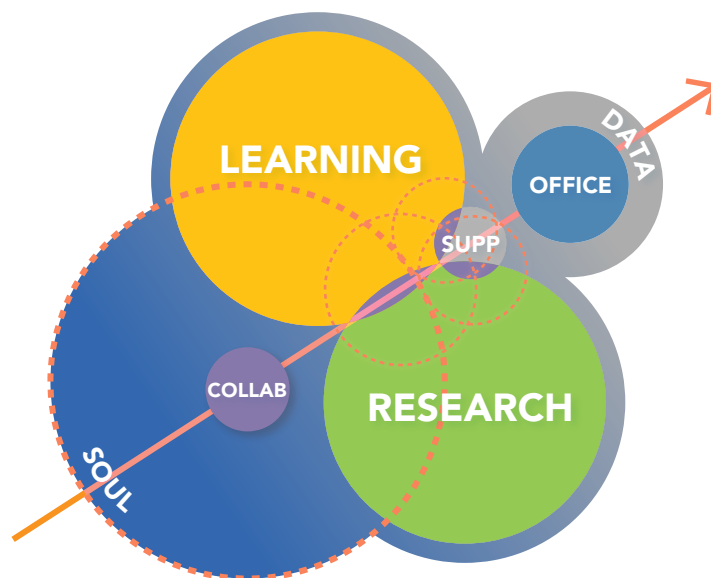 LEARNING
DATA
OFFICE
SUPP
COLLAB
RESEARCH
SOUL